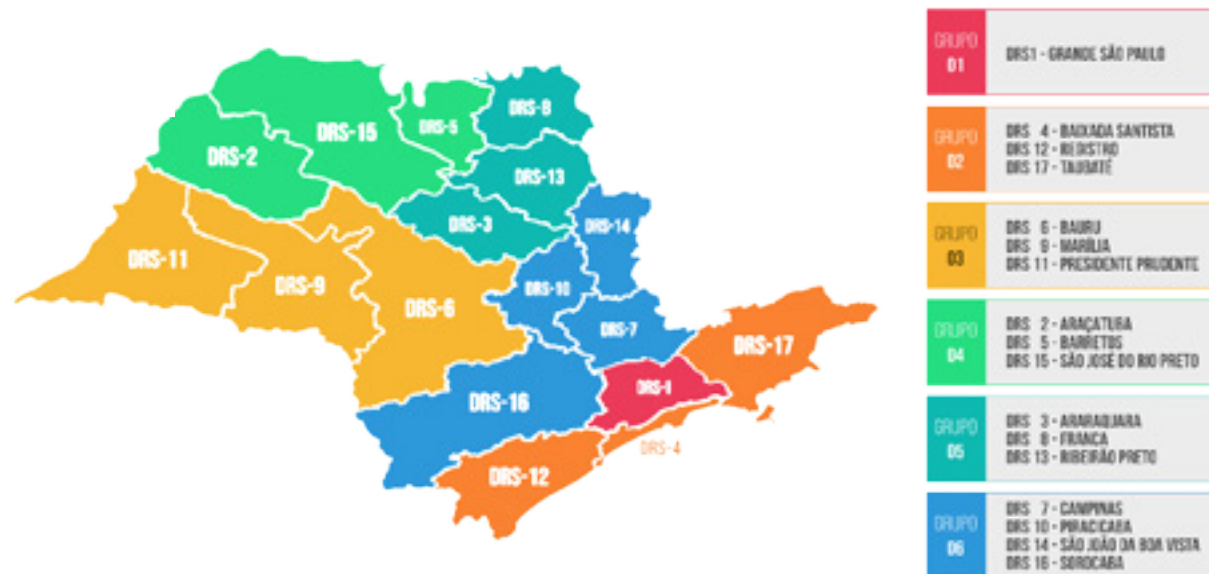 DRS-8
DRS-15
DRS-5
DRS-2
DRS-13
DRS-3
DRS-14
DRS-11
DRS-9
DRS-10
DRS-6
DRS-7
DRS-17
DRS-1
DRS-16
DRS-4
DRS-12
GRUPO
01
DRS1 - GRANDE SÃO PAULO
GRUPO
02
DRS 4 - BAIXADA SANTISTA
DRS 12 - REGISTRO
DRS 17 - TAUBATÉ
GRUPO
03
DRS 6 - BAURU
DRS 9 - MARÍLIA
DRS 11 - PRESIDENTE PRUDENTE
GRUPO
04
DRS 2 - ARAÇATUBA
DRS 5 - BARRETOS
DRS 15 - SÃO JOSÉ DO RIO PRETO
GRUPO
05
DRS 3 - ARARAQUARA
DRS 8 - FRANCA
DRS 13 - RIBEIRÃO PRETO
GRUPO
06
DRS 7 - CAMPINAS
DRS 10 - PIRACICABA
DRS 14 - SÃO JOÃO DA BOA VISTA
DRS 16 - SOROCABA